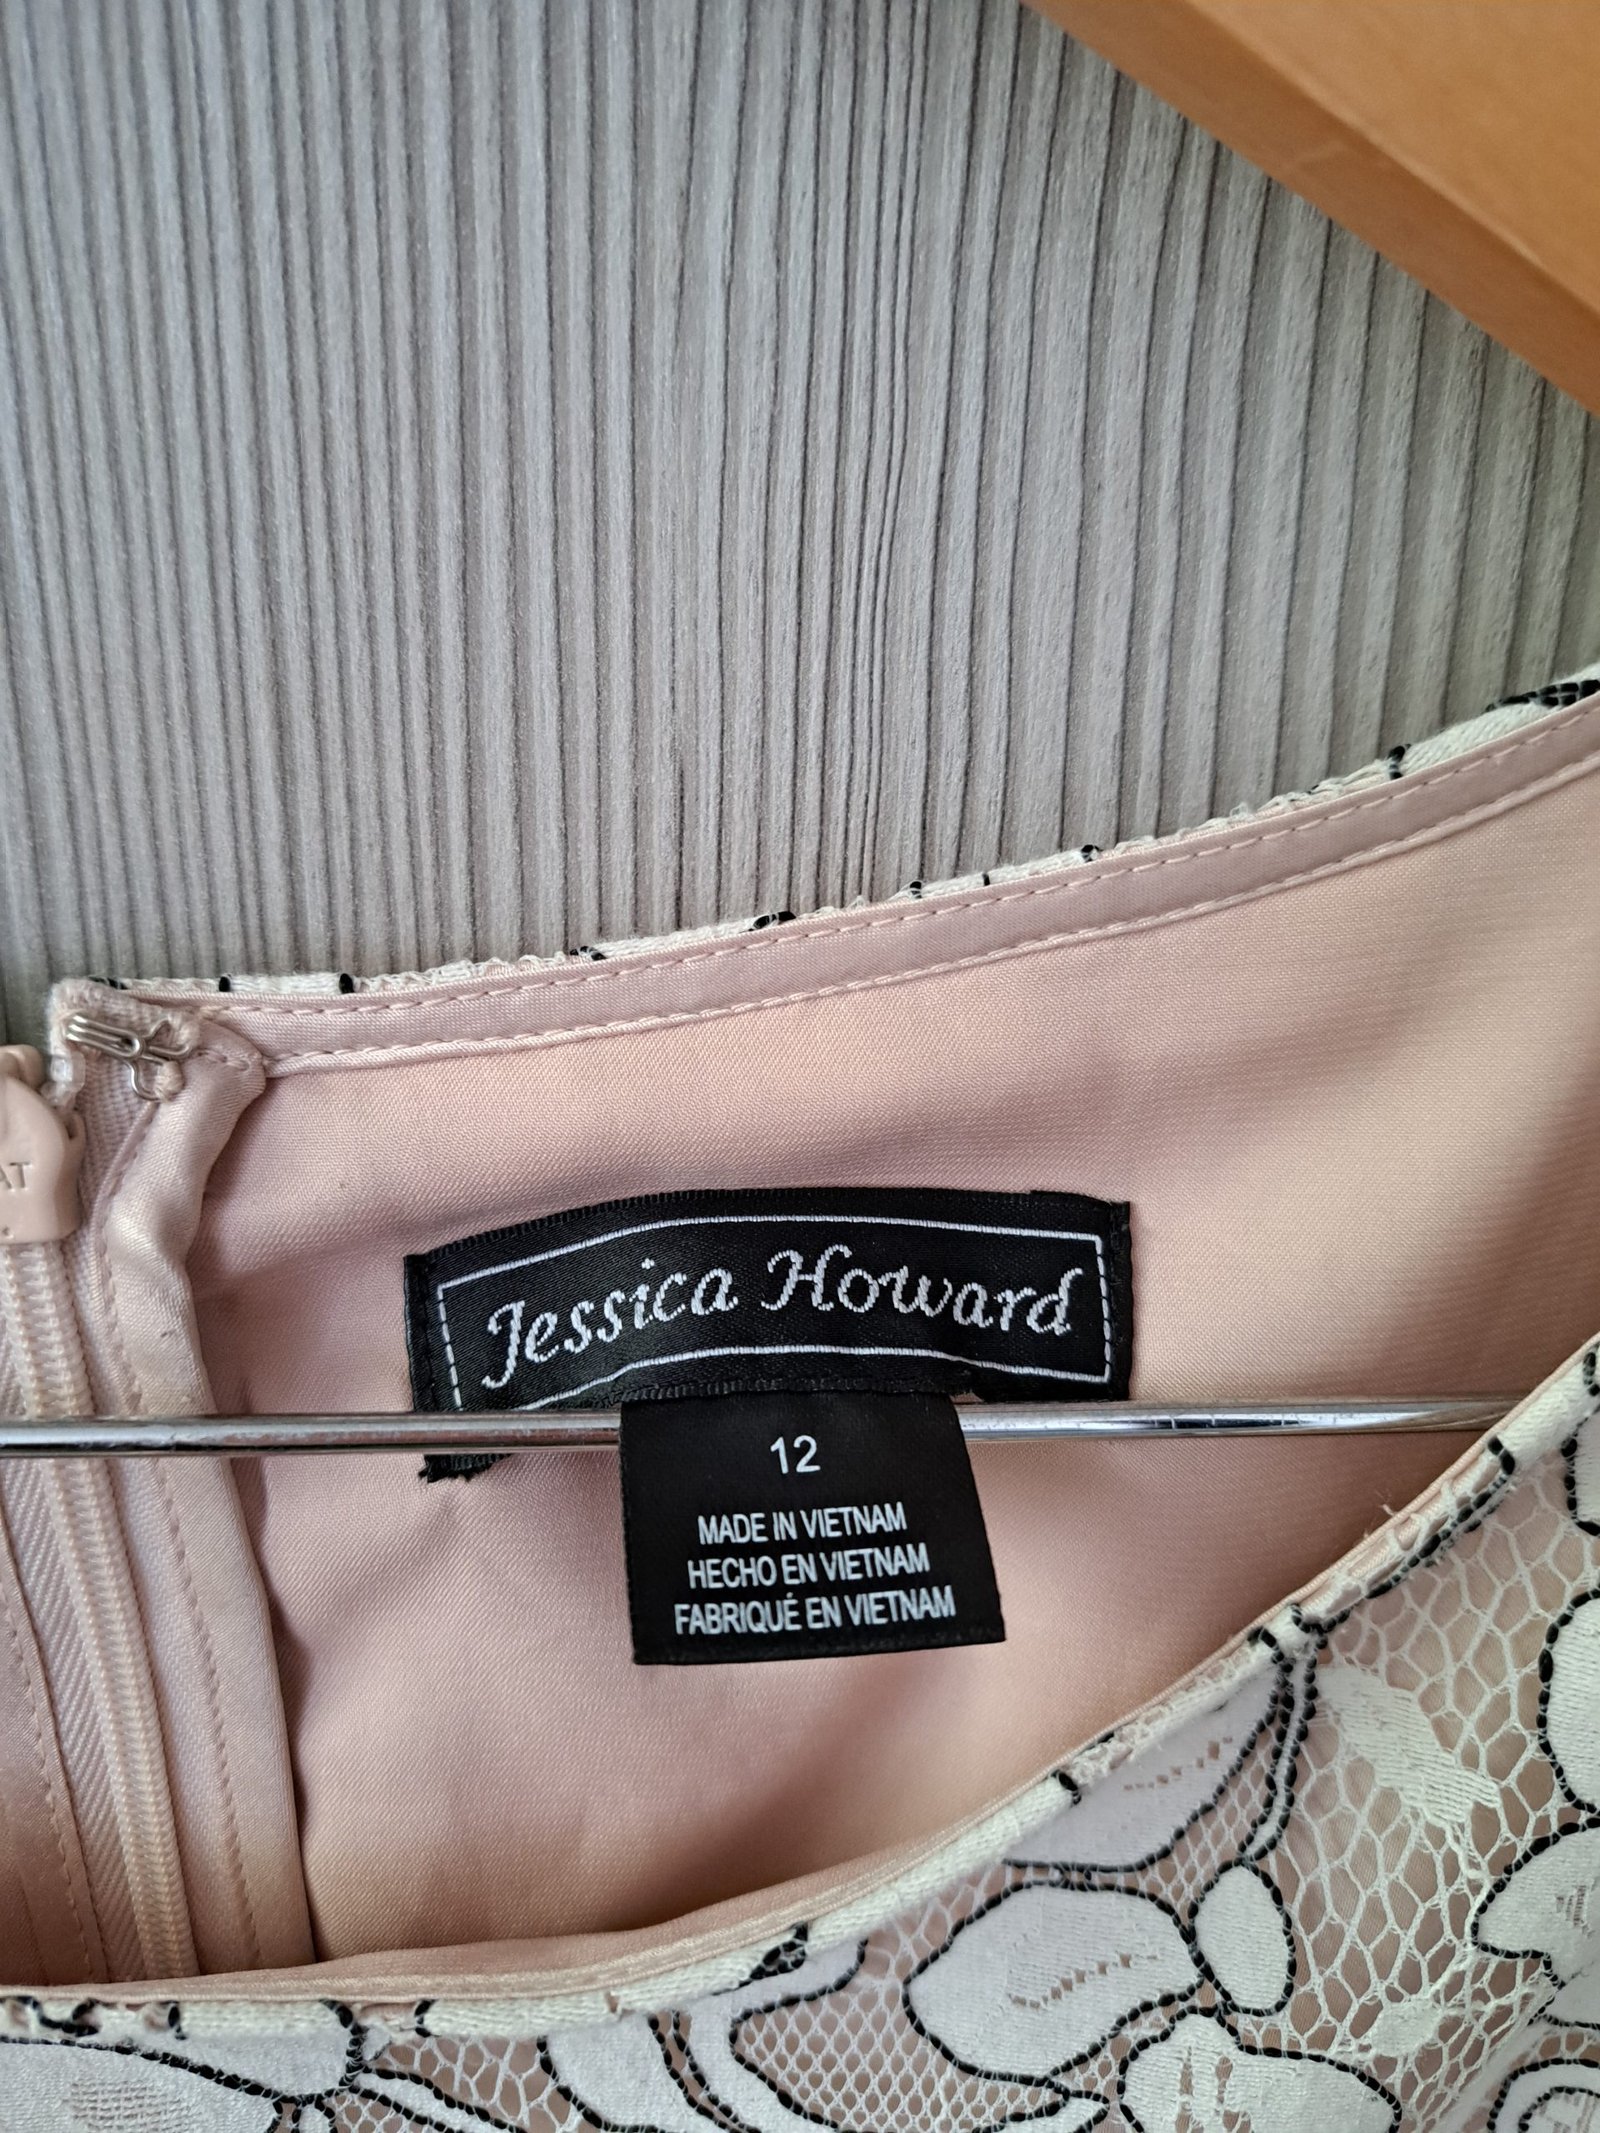 Jessica Howard
12
MADE IN VIETNAM
HECHO EN VIETNAM
FABRIQUÉ EN VIETNAM